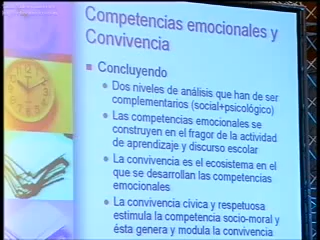 Competencias emocionales y
Convivencia
Concluyendo
Dos niveles de análisis que han de ser
complementarios (social+psicológico)
Las competencias emocionales se
construyen en el fragor de la actividad
de aprendizaje y discurso escolar
La convivencia es el ecosistema en el
que se desarrollan las competencias
emocionales
La convivencia cívica y respetuosa
estimula la competencia socio-moral y
ésta genera y modula la convivencia